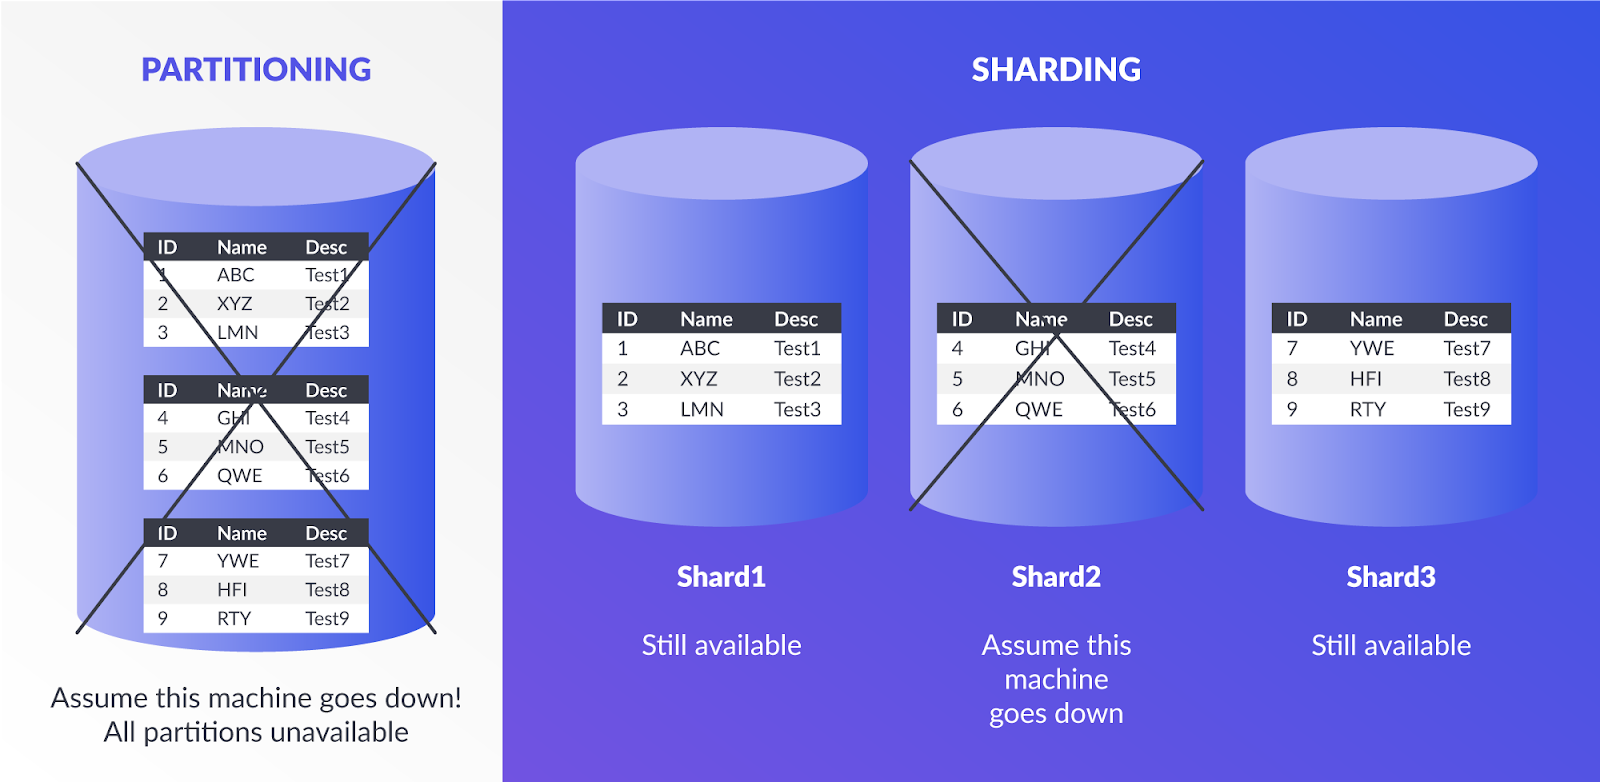 PARTITIONING
ID Name Desc
1 ABC Test1
2 XYZ Test2
3 LMN Test3
ID Name Desc
4 GHI Test4
5 MNO Test5
6 QWE Test6
ID Name Desc
7 YWE Test7
8 HFI Test8
9 RTY Test9
Assume this machine goes down!
All partitions unavailable
SHARDING
ID Name Desc
1 ABC Test1
2 XYZ Test2
3 LMN Test3
Shard1
Still available
ID Name Desc
4 GHI Test4
5 MNO Test5
6 QWE Test6
Shard2
Assume this
machine
goes down
ID Name Desc
7 YWE Test7
8 HFI Test8
9 RTY Test9
Shard3
Still available